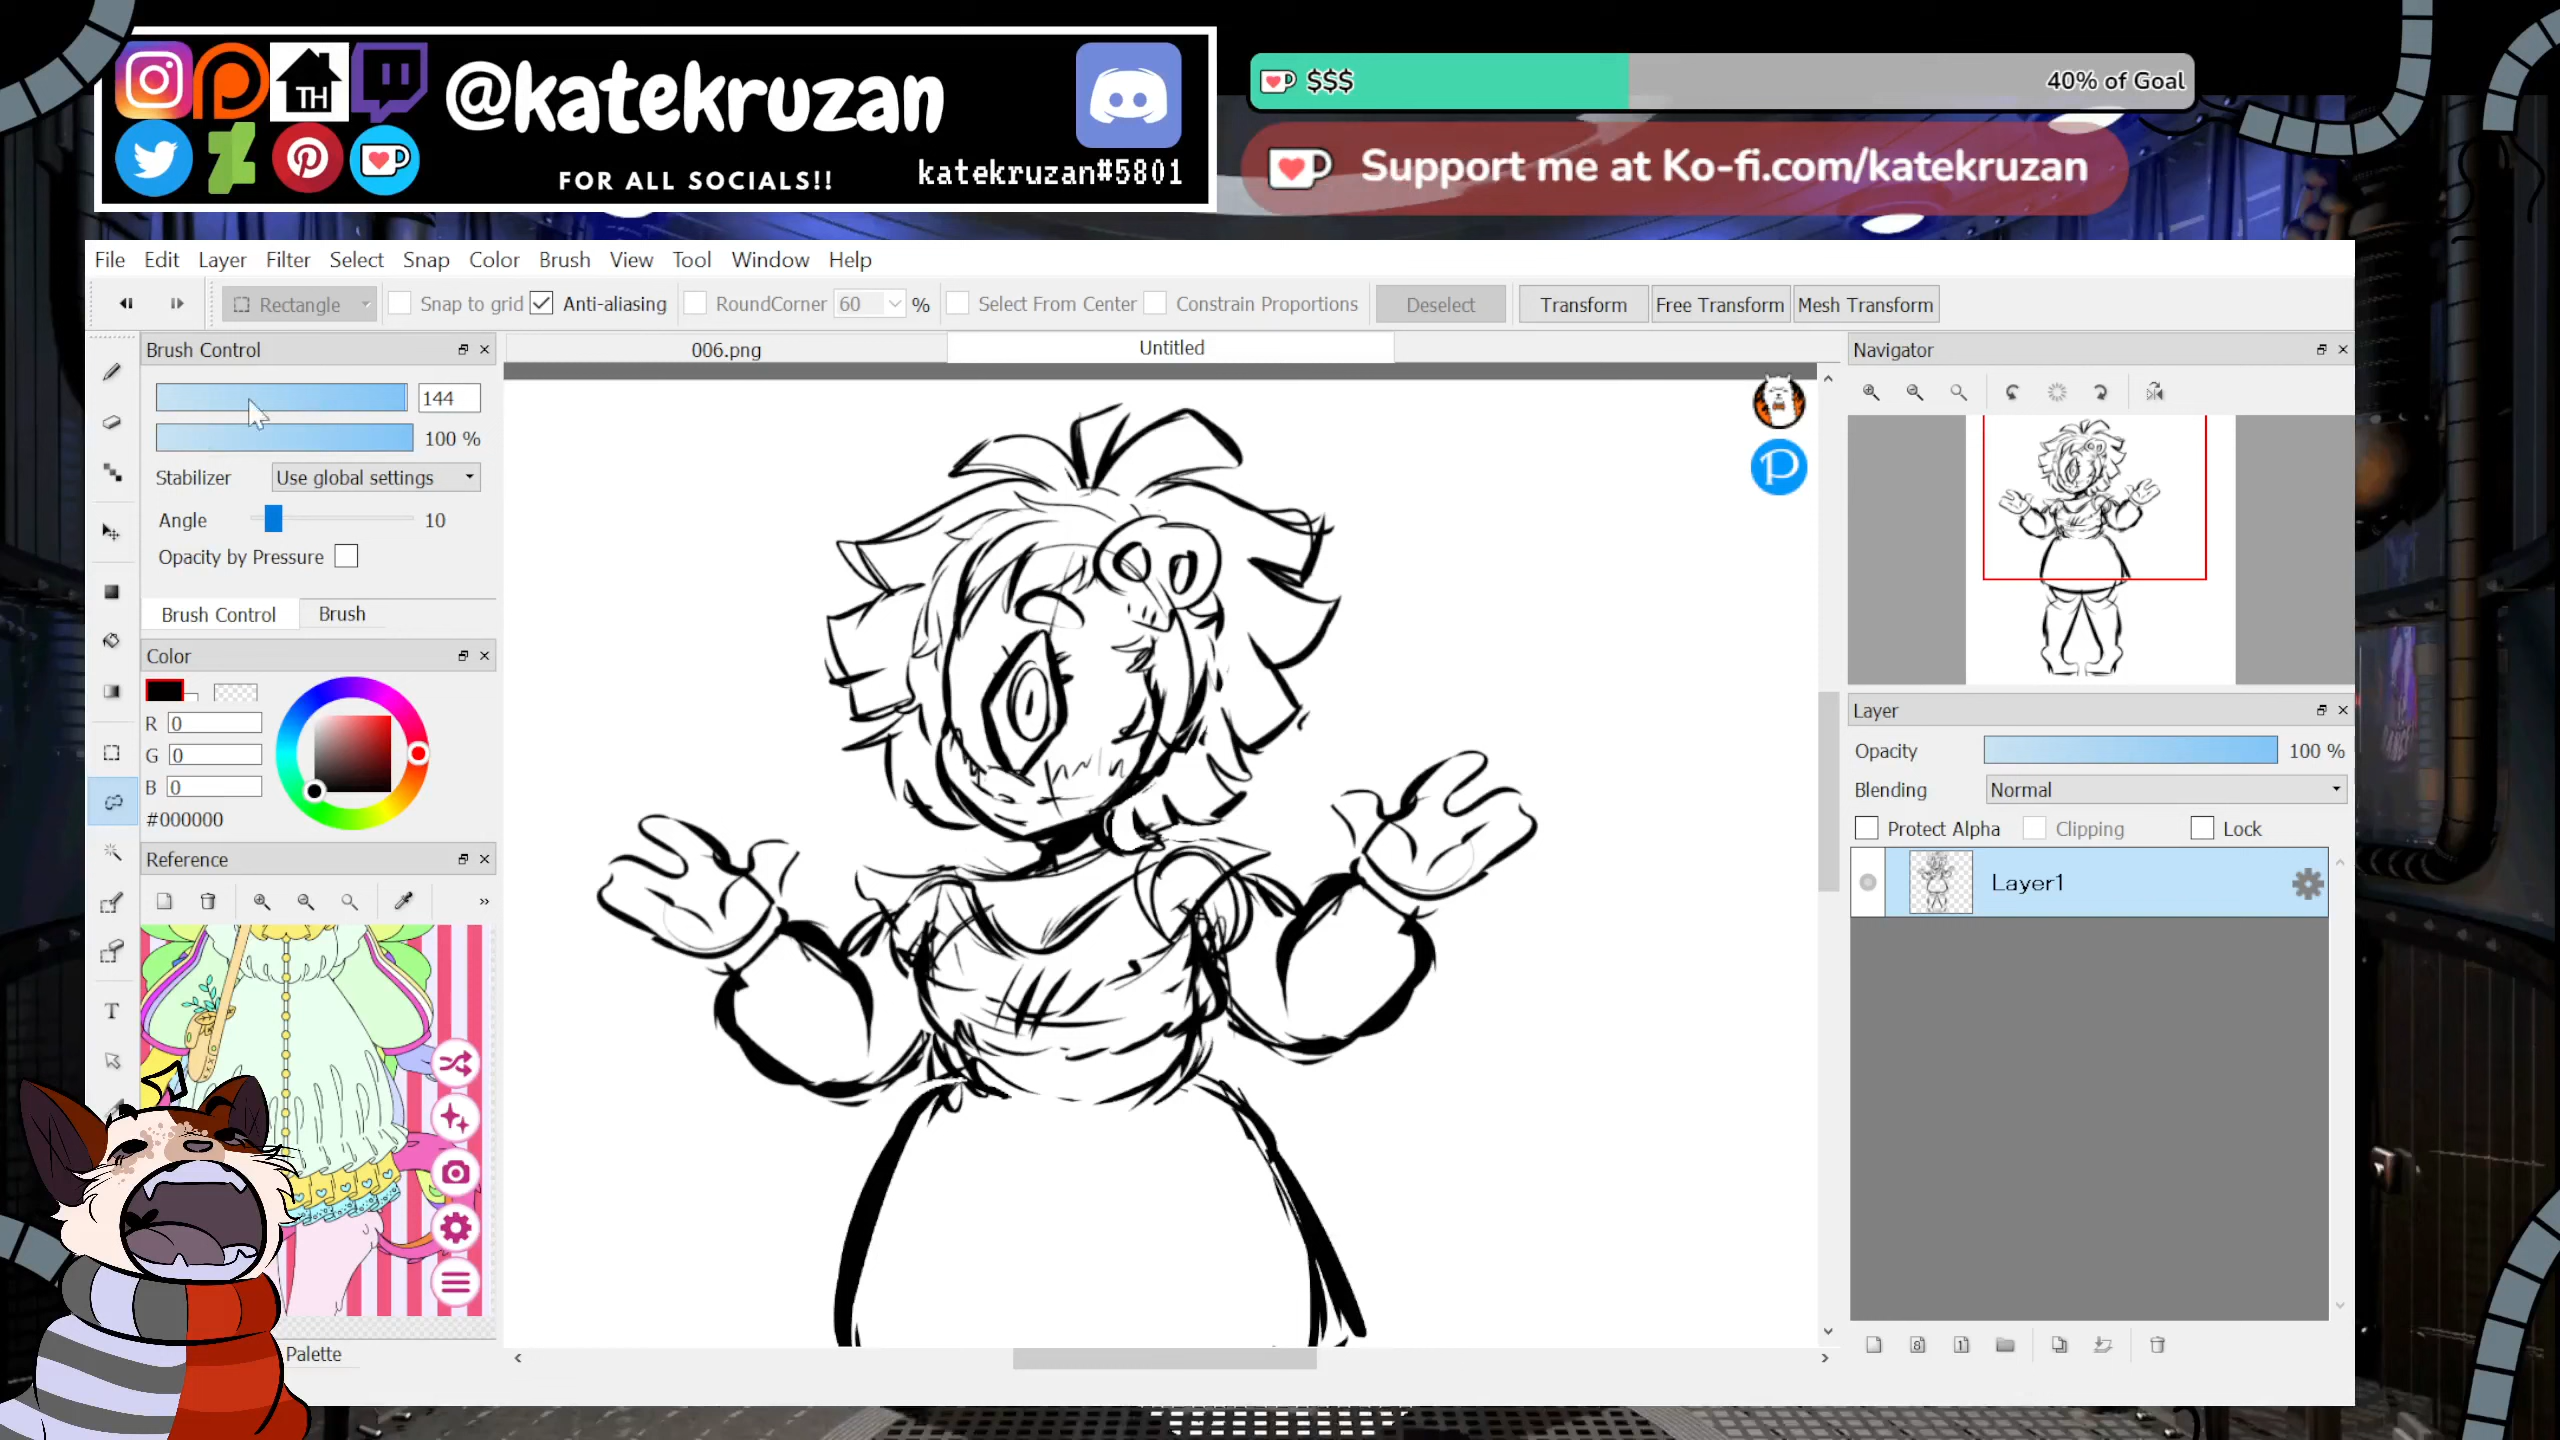 TH
@katekruzan
FOR ALL SOCIALS!!
katekruzan#5801
$$$
40% of Goal
Support me at Ko-fi.com/katekruzan
File Edit Layer Filter Select Snap Color Brush View Tool Window Help
Rectangle Snap to grid Anti-aliasing RoundCorner 60 % Select From Center Constrain Proportions Deselect Transform Free Transform Mesh Transform
Brush Control
006.png
Untitled
Navigator
144
100 %
Stabilizer Use global settings
Angle 10
Opacity by Pressure
Brush Control Brush
Color
R 0
G 0
B 0
#000000
Reference
Palette
Layer
Opacity 100 %
Blending Normal
Protect Alpha Clipping Lock
Layer1